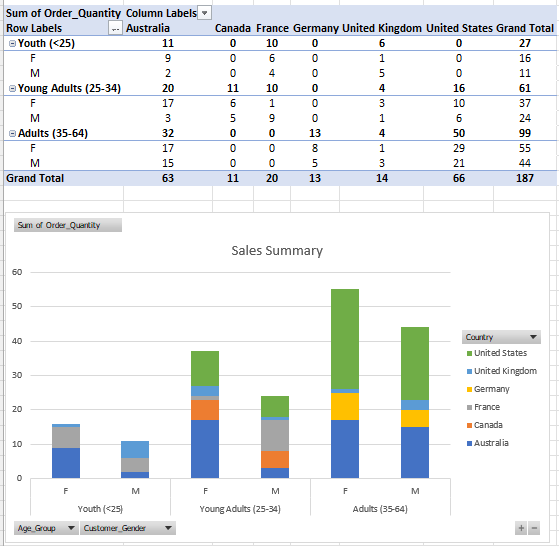 Sum of Order_Quantity Column Labels
Row Labels Australia Canada France Germany United Kingdom United States Grand Total
Youth (<25) 11 0 10 0 6 0 27
F 9 0 6 0 1 0 16
M 2 0 4 0 5 0 11
Young Adults (25-34) 20 11 10 0 4 16 61
F 17 6 1 0 3 10 37
M 3 5 9 0 1 6 24
Adults (35-64) 32 0 0 13 4 50 99
F 17 0 0 8 1 29 55
M 15 0 0 5 3 21 44
Grand Total 63 11 20 13 14 66 187
Sum of Order_Quantity
Sales Summary
60
50
40
30
20
10
0
F M F M F M
Youth (<25) Young Adults (25-34) Adults (35-64)
Country
United States
United Kingdom
Germany
France
Canada
Australia
Age_Group Customer_Gender